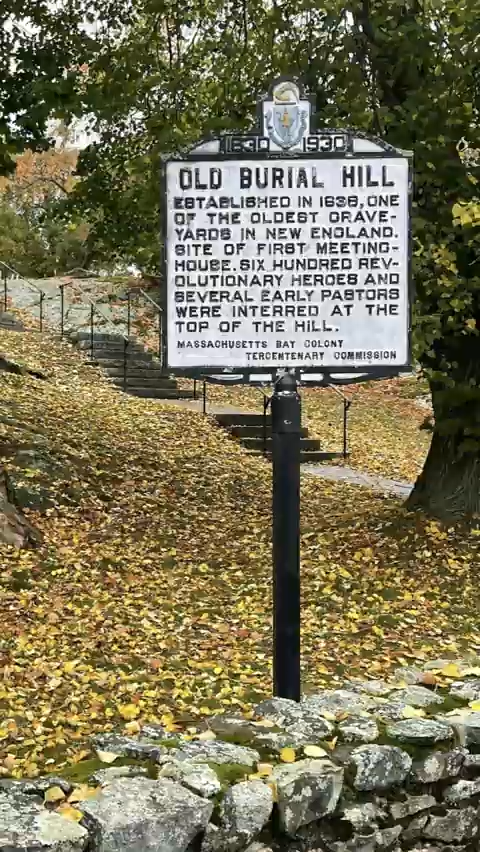 1630 1930
OLD BURIAL HILL
ESTABLISHED IN 1638, ONE
OF THE OLDEST GRAVE-
YARDS IN NEW ENGLAND.
SITE OF FIRST MEETING-
HOUSE. SIX HUNDRED REV-
OLUTIONARY HEROES AND
SEVERAL EARLY PASTORS
WERE INTERRED AT THE
TOP OF THE HILL.
MASSACHUSETTS BAY COLONY
TERCENTENARY COMMISSION